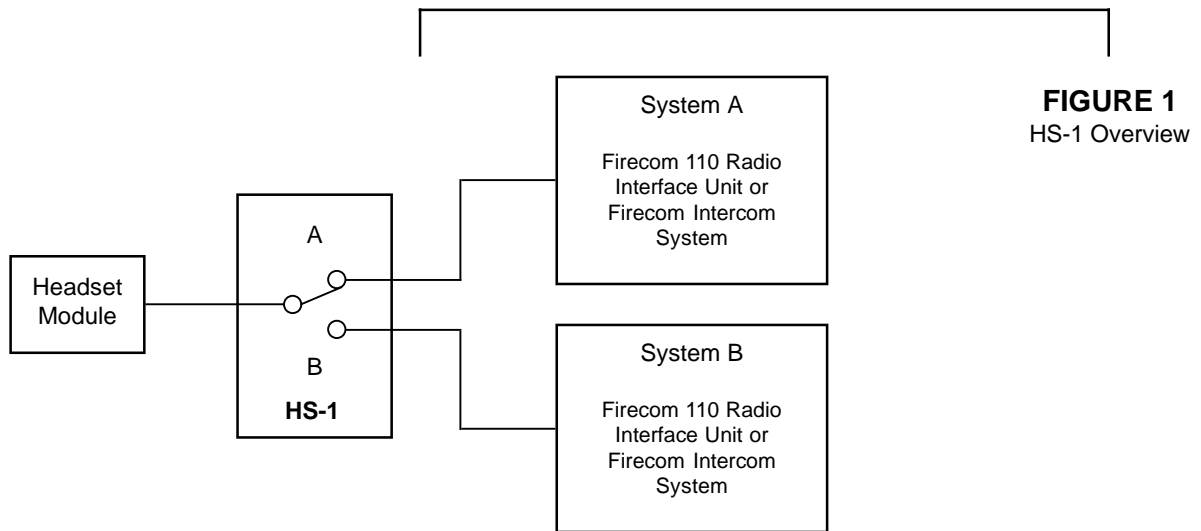 FIGURE 1
HS-1 Overview
System A
Firecom 110 Radio
Interface Unit or
Firecom Intercom
System
A
Headset
Module
B
HS-1
System B
Firecom 110 Radio
Interface Unit or
Firecom Intercom
System